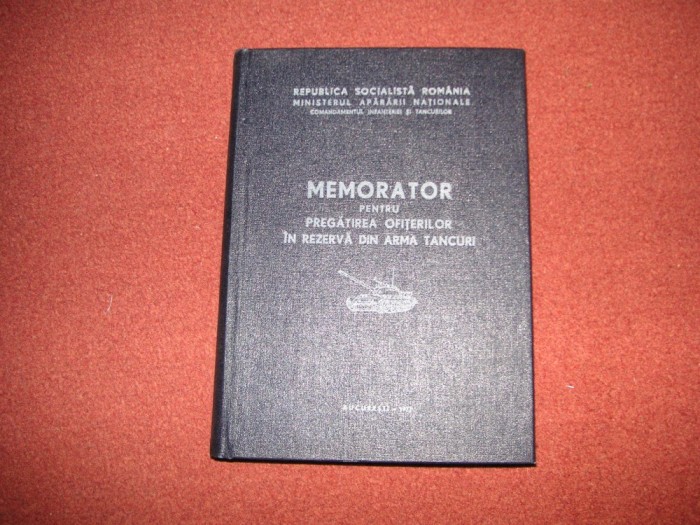 REPUBLICA SOCIALISTĂ ROMÂNIA
MINISTERUL APĂRĂRII NAȚIONALE
COMANDAMENTUL INFANTERIEI ȘI TANCURILOR
MEMORATOR
PENTRU
PREGĂTIREA OFIȚERILOR
ÎN REZERVĂ DIN ARMA TANCURI
BUCUREȘTI –